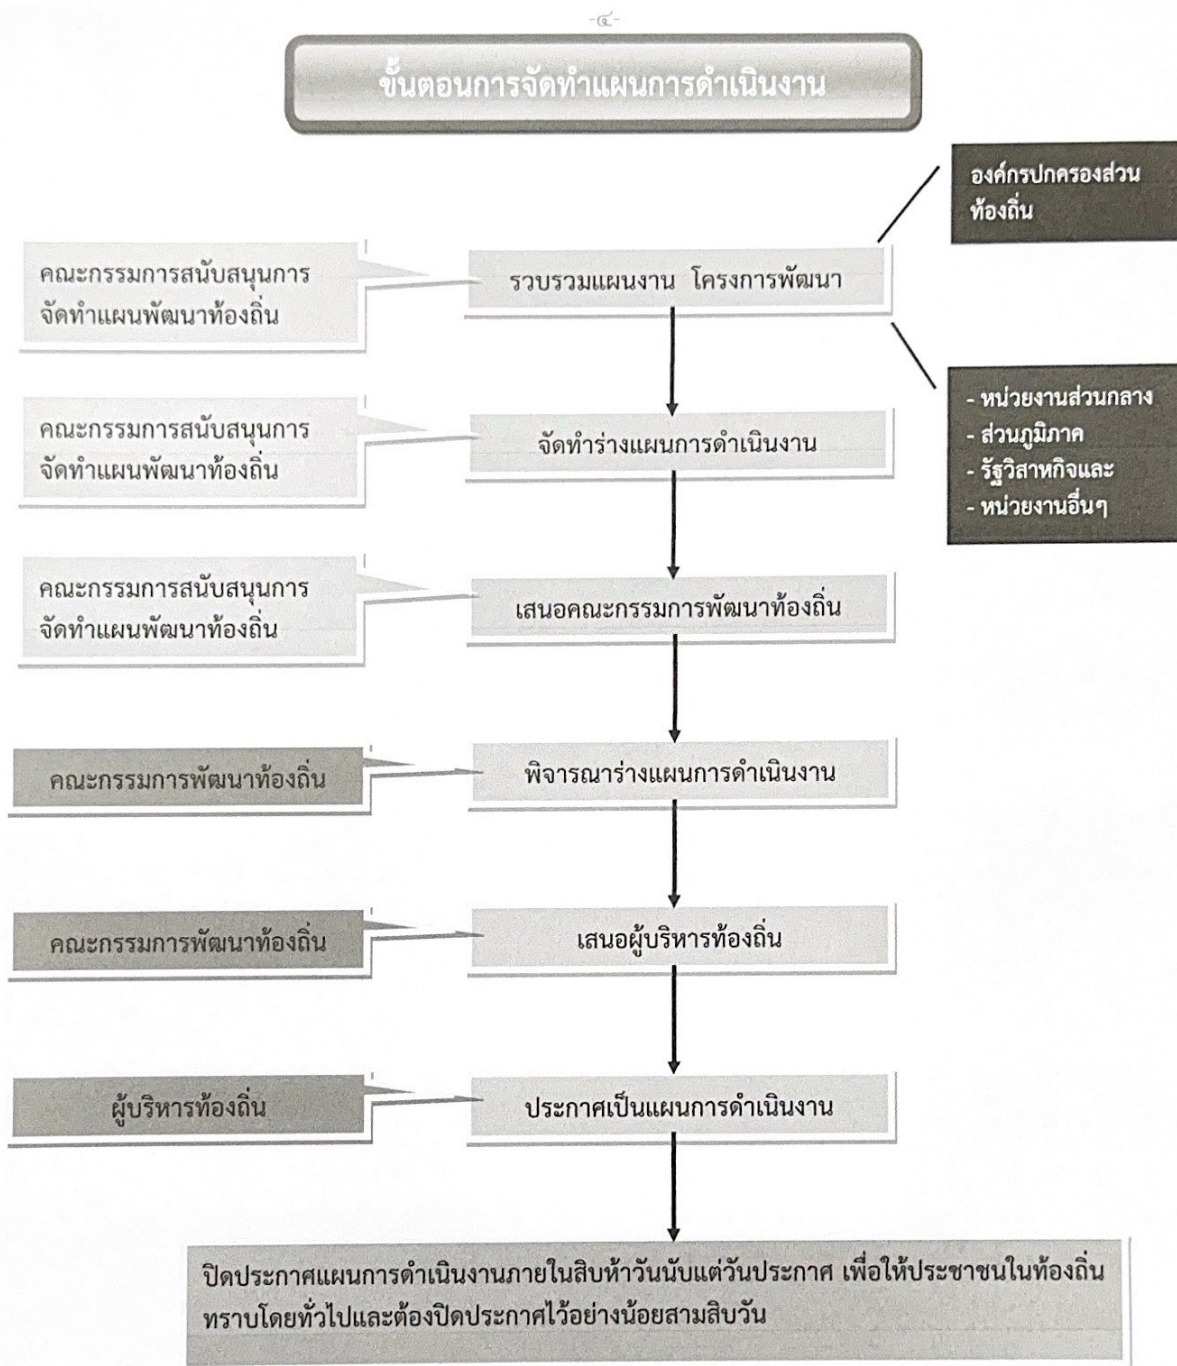 -๔-
ขั้นตอนการจัดทำแผนการดำเนินงาน
องค์กรปกครองส่วน
ท้องถิ่น
คณะกรรมการสนับสนุนการ
จัดทำแผนพัฒนาท้องถิ่น
รวบรวมแผนงาน โครงการพัฒนา
- หน่วยงานส่วนกลาง
- ส่วนภูมิภาค
- รัฐวิสาหกิจและ
- หน่วยงานอื่นๆ
คณะกรรมการสนับสนุนการ
จัดทำแผนพัฒนาท้องถิ่น
จัดทำร่างแผนการดำเนินงาน
คณะกรรมการสนับสนุนการ
จัดทำแผนพัฒนาท้องถิ่น
เสนอคณะกรรมการพัฒนาท้องถิ่น
คณะกรรมการพัฒนาท้องถิ่น
พิจารณาร่างแผนการดำเนินงาน
คณะกรรมการพัฒนาท้องถิ่น
เสนอผู้บริหารท้องถิ่น
ผู้บริหารท้องถิ่น
ประกาศเป็นแผนการดำเนินงาน
ปิดประกาศแผนการดำเนินงานภายในสิบห้าวันนับแต่วันประกาศ เพื่อให้ประชาชนในท้องถิ่น
ทราบโดยทั่วไปและต้องปิดประกาศไว้อย่างน้อยสามสิบวัน